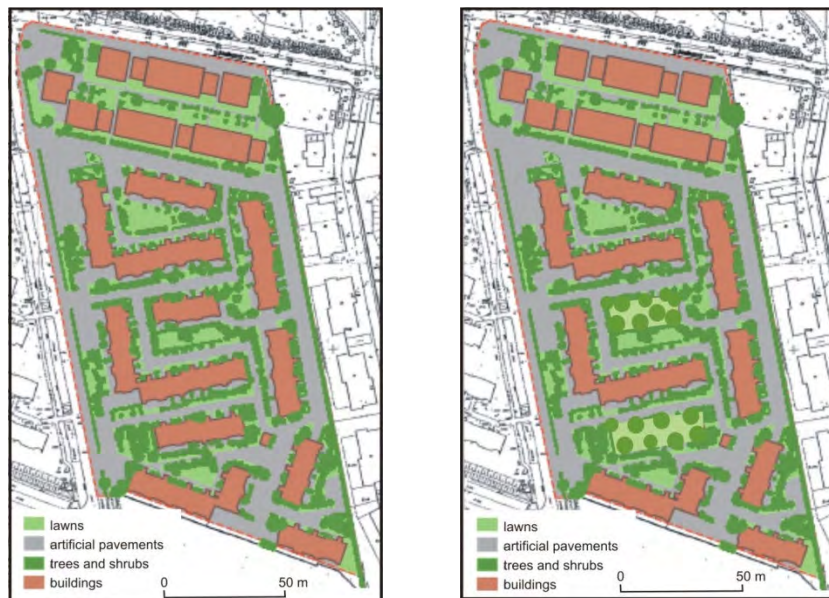 lawns
artificial pavements
trees and shrubs
buildings
0 50 m
lawns
artificial pavements
trees and shrubs
buildings
0 50 m